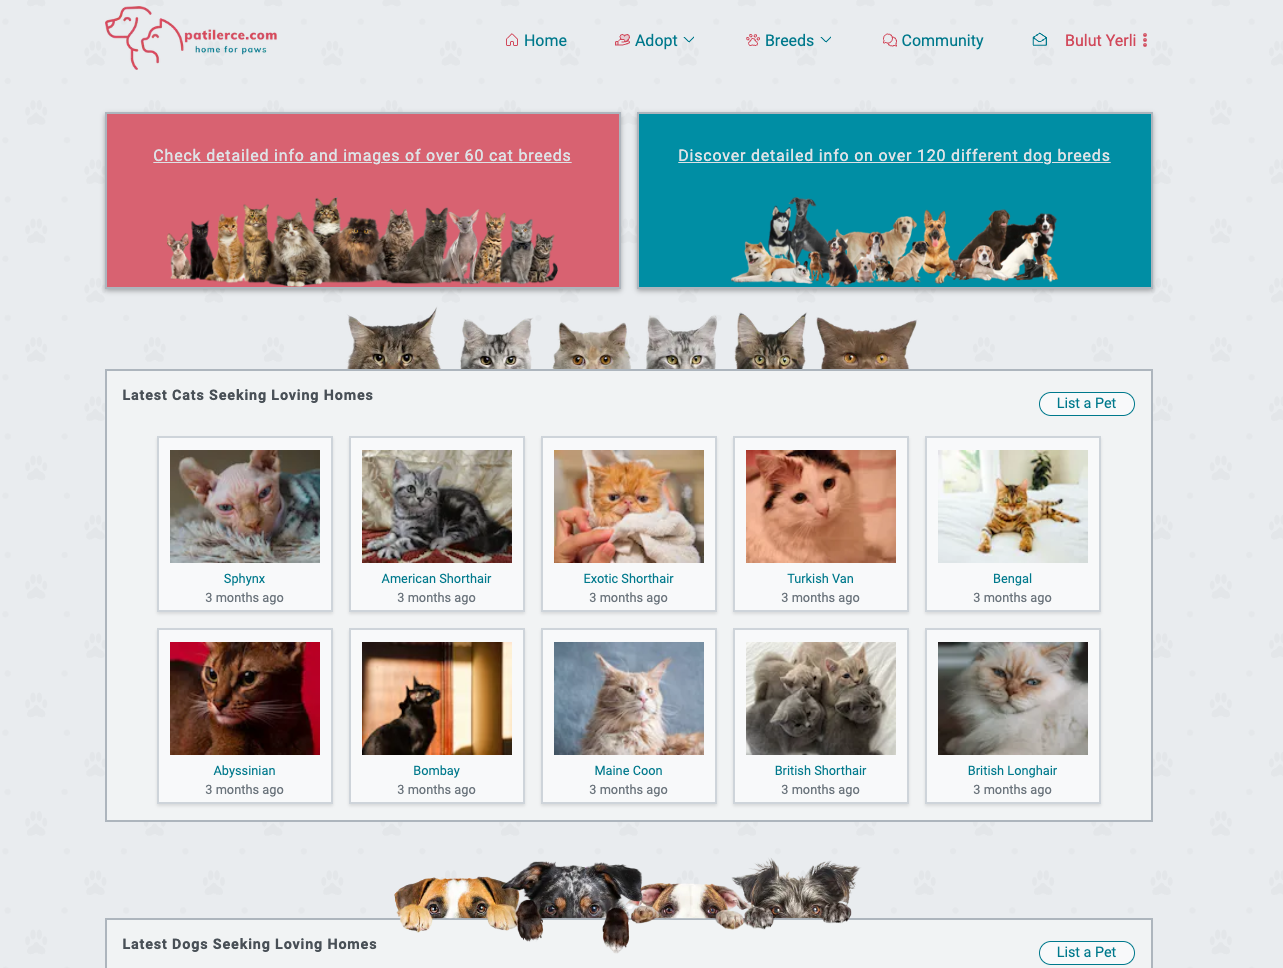 patilerce.com
home for paws
Home
Adopt
Breeds
Community
Bulut Yerli
Check detailed info and images of over 60 cat breeds
Discover detailed info on over 120 different dog breeds
Latest Cats Seeking Loving Homes
List a Pet
Sphynx
3 months ago
American Shorthair
3 months ago
Exotic Shorthair
3 months ago
Turkish Van
3 months ago
Bengal
3 months ago
Abyssinian
3 months ago
Bombay
3 months ago
Maine Coon
3 months ago
British Shorthair
3 months ago
British Longhair
3 months ago
Latest Dogs Seeking Loving Homes
List a Pet